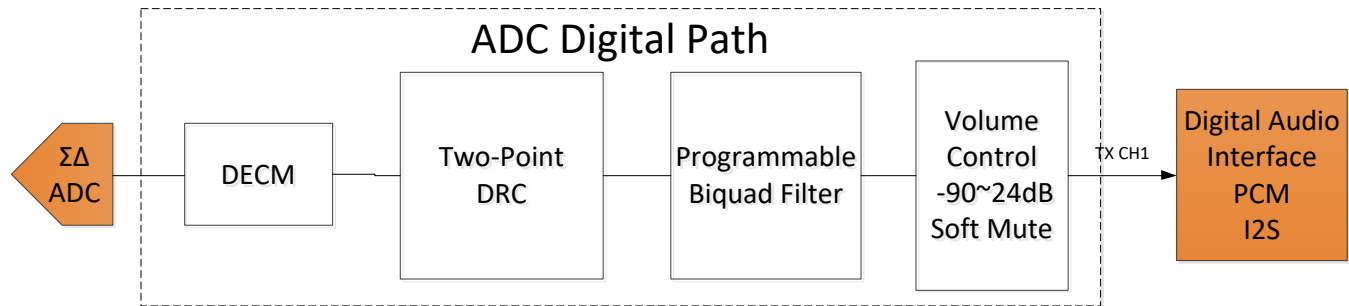 ADC Digital Path
ΣΔ
ADC
DECM
Two-Point
DRC
Programmable
Biquad Filter
Volume
Control
-90~24dB
Soft Mute
TX CH1
Digital Audio
Interface
PCM
I2S